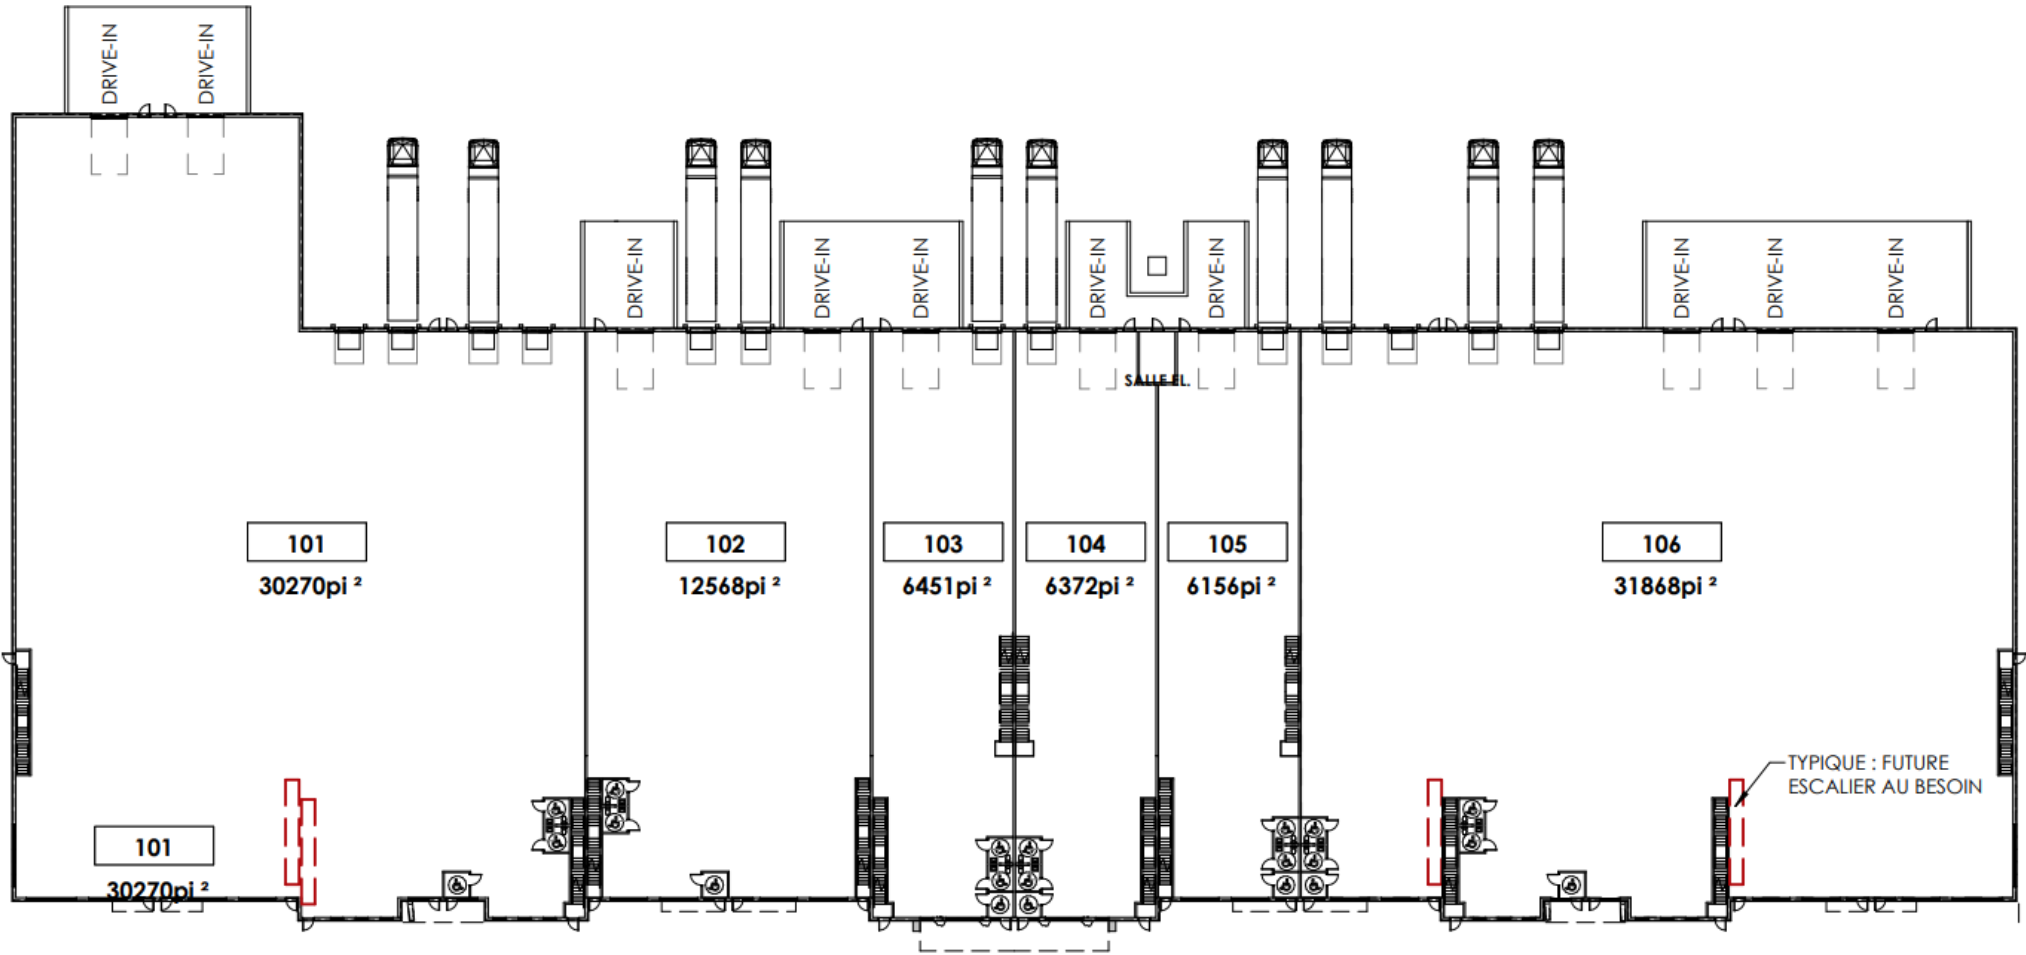 DRIVE-IN
DRIVE-IN
DRIVE-IN
DRIVE-IN
DRIVE-IN
DRIVE-IN
DRIVE-IN
DRIVE-IN
DRIVE-IN
DRIVE-IN
SALLE EL.
101
30270pi ²
102
12568pi ²
103
6451pi ²
104
6372pi ²
105
6156pi ²
106
31868pi ²
TYPIQUE : FUTURE
ESCALIER AU BESOIN
101
30270pi ²